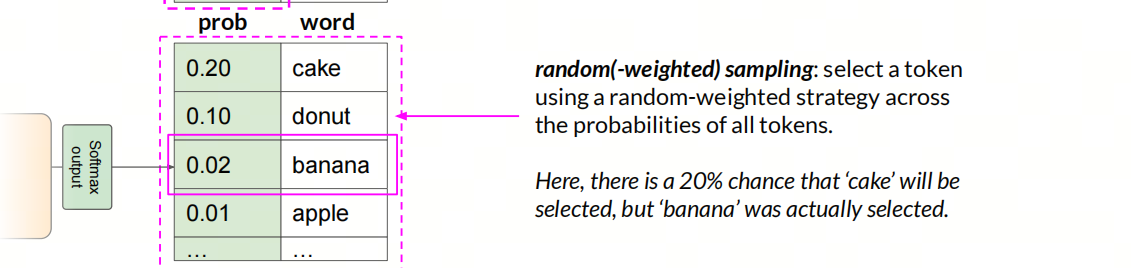 prob word
0.20 cake
0.10 donut
0.02 banana
0.01 apple
... ...
Softmax
output
random(-weighted) sampling: select a token
using a random-weighted strategy across
the probabilities of all tokens.
Here, there is a 20% chance that ‘cake’ will be
selected, but ‘banana’ was actually selected.